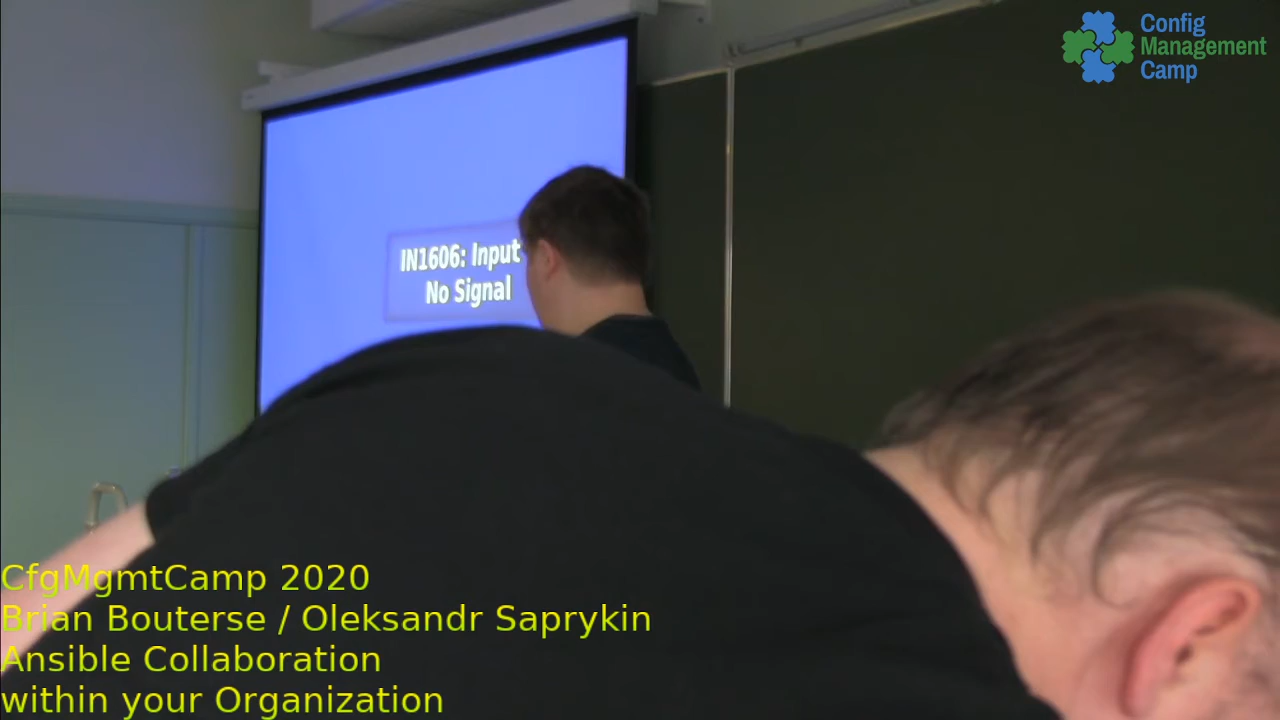 Config
Management
Camp
IN1606: Input
No Signal
CfgMgmtCamp 2020
Brian Bouterse / Oleksandr Saprykin
Ansible Collaboration
within your Organization